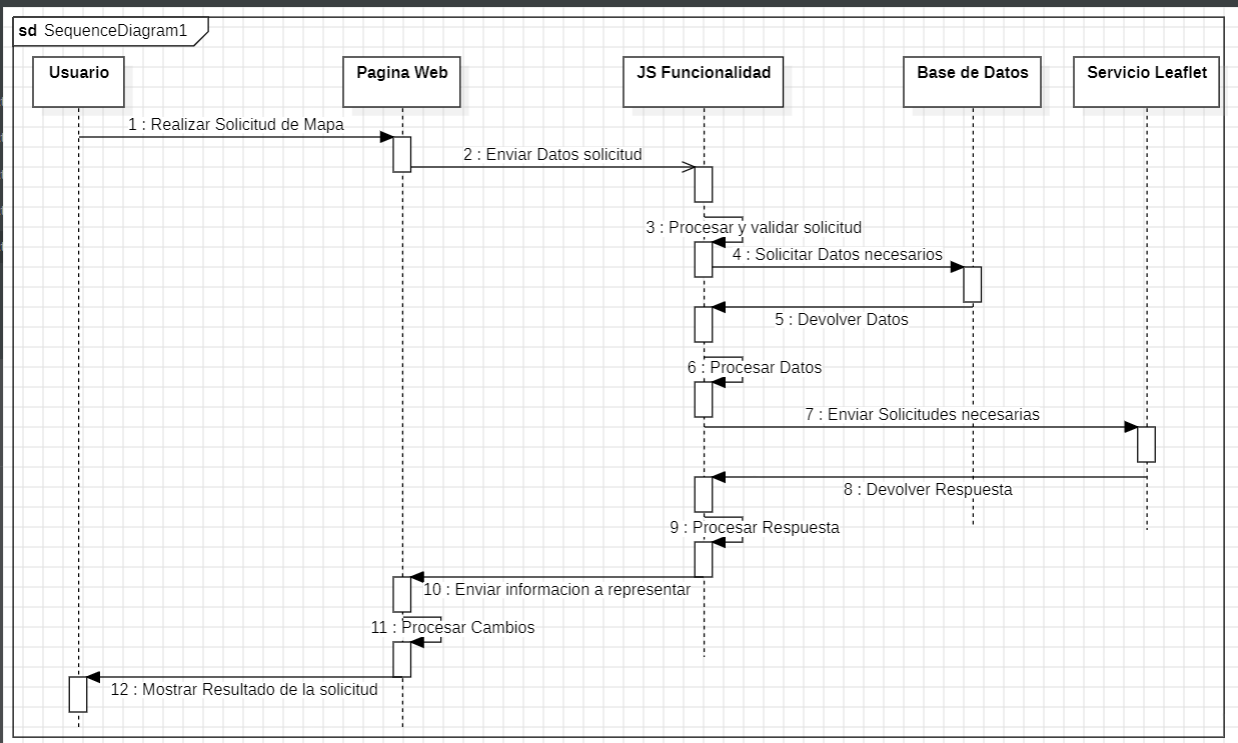 sd SequenceDiagram1
Usuario
Pagina Web
JS Funcionalidad
Base de Datos
Servicio Leaflet
1 : Realizar Solicitud de Mapa
2 : Enviar Datos solicitud
3 : Procesar y validar solicitud
4 : Solicitar Datos necesarios
5 : Devolver Datos
6 : Procesar Datos
7 : Enviar Solicitudes necesarias
8 : Devolver Respuesta
9 : Procesar Respuesta
10 : Enviar informacion a representar
11 : Procesar Cambios
12 : Mostrar Resultado de la solicitud